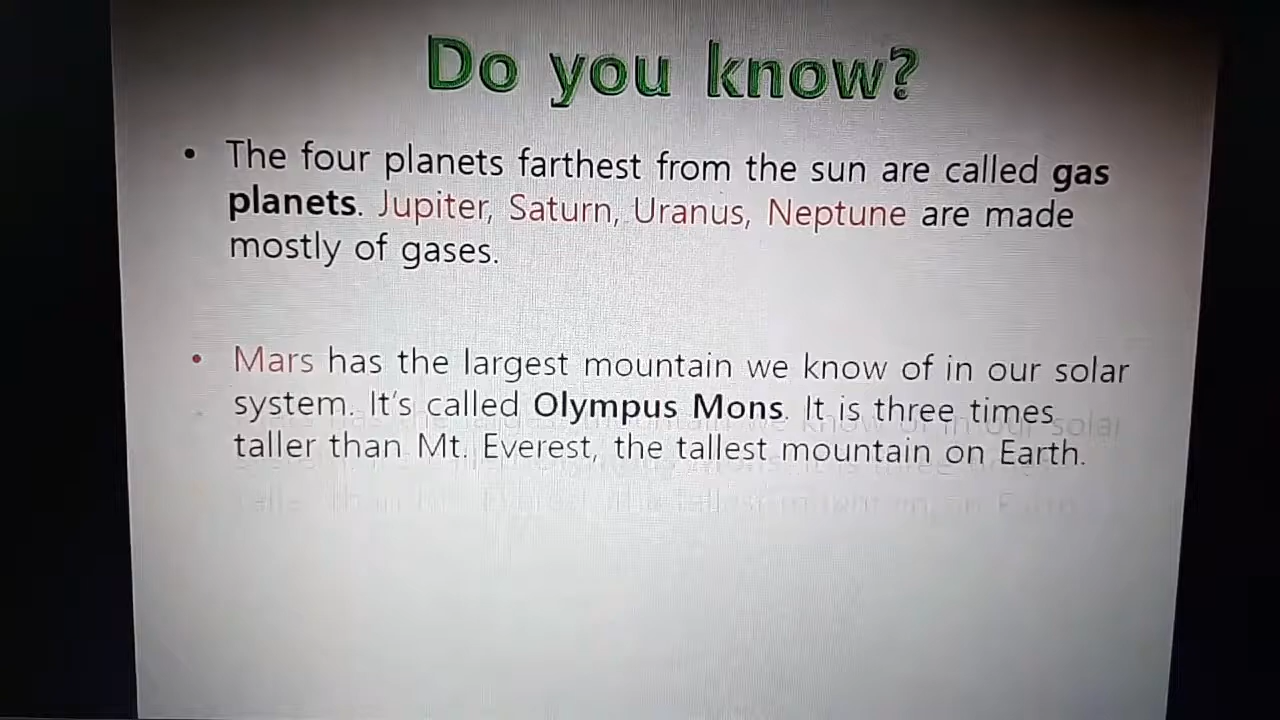 Do you know?
• The four planets farthest from the sun are called gas
planets. Jupiter, Saturn, Uranus, Neptune are made
mostly of gases.
• Mars has the largest mountain we know of in our solar
system. It's called Olympus Mons. It is three times
taller than Mt. Everest, the tallest mountain on Earth.